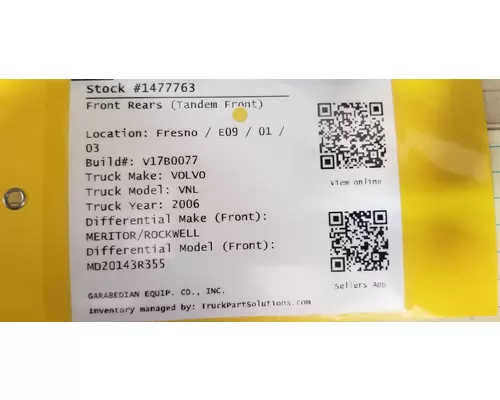 Stock #1477763
Front Rears (Tandem Front)
Location: Fresno / E09 / 01 /
03
Build#: V17B0077
Truck Make: VOLVO
Truck Model: VNL
Truck Year: 2006
Differential Make (Front):
MERITOR/ROCKWELL
Differential Model (Front):
MD20143R355
GARABEDIAN EQUIP. CO., INC.
Inventory managed by: TruckPartSolutions.com
View online
Sellers App